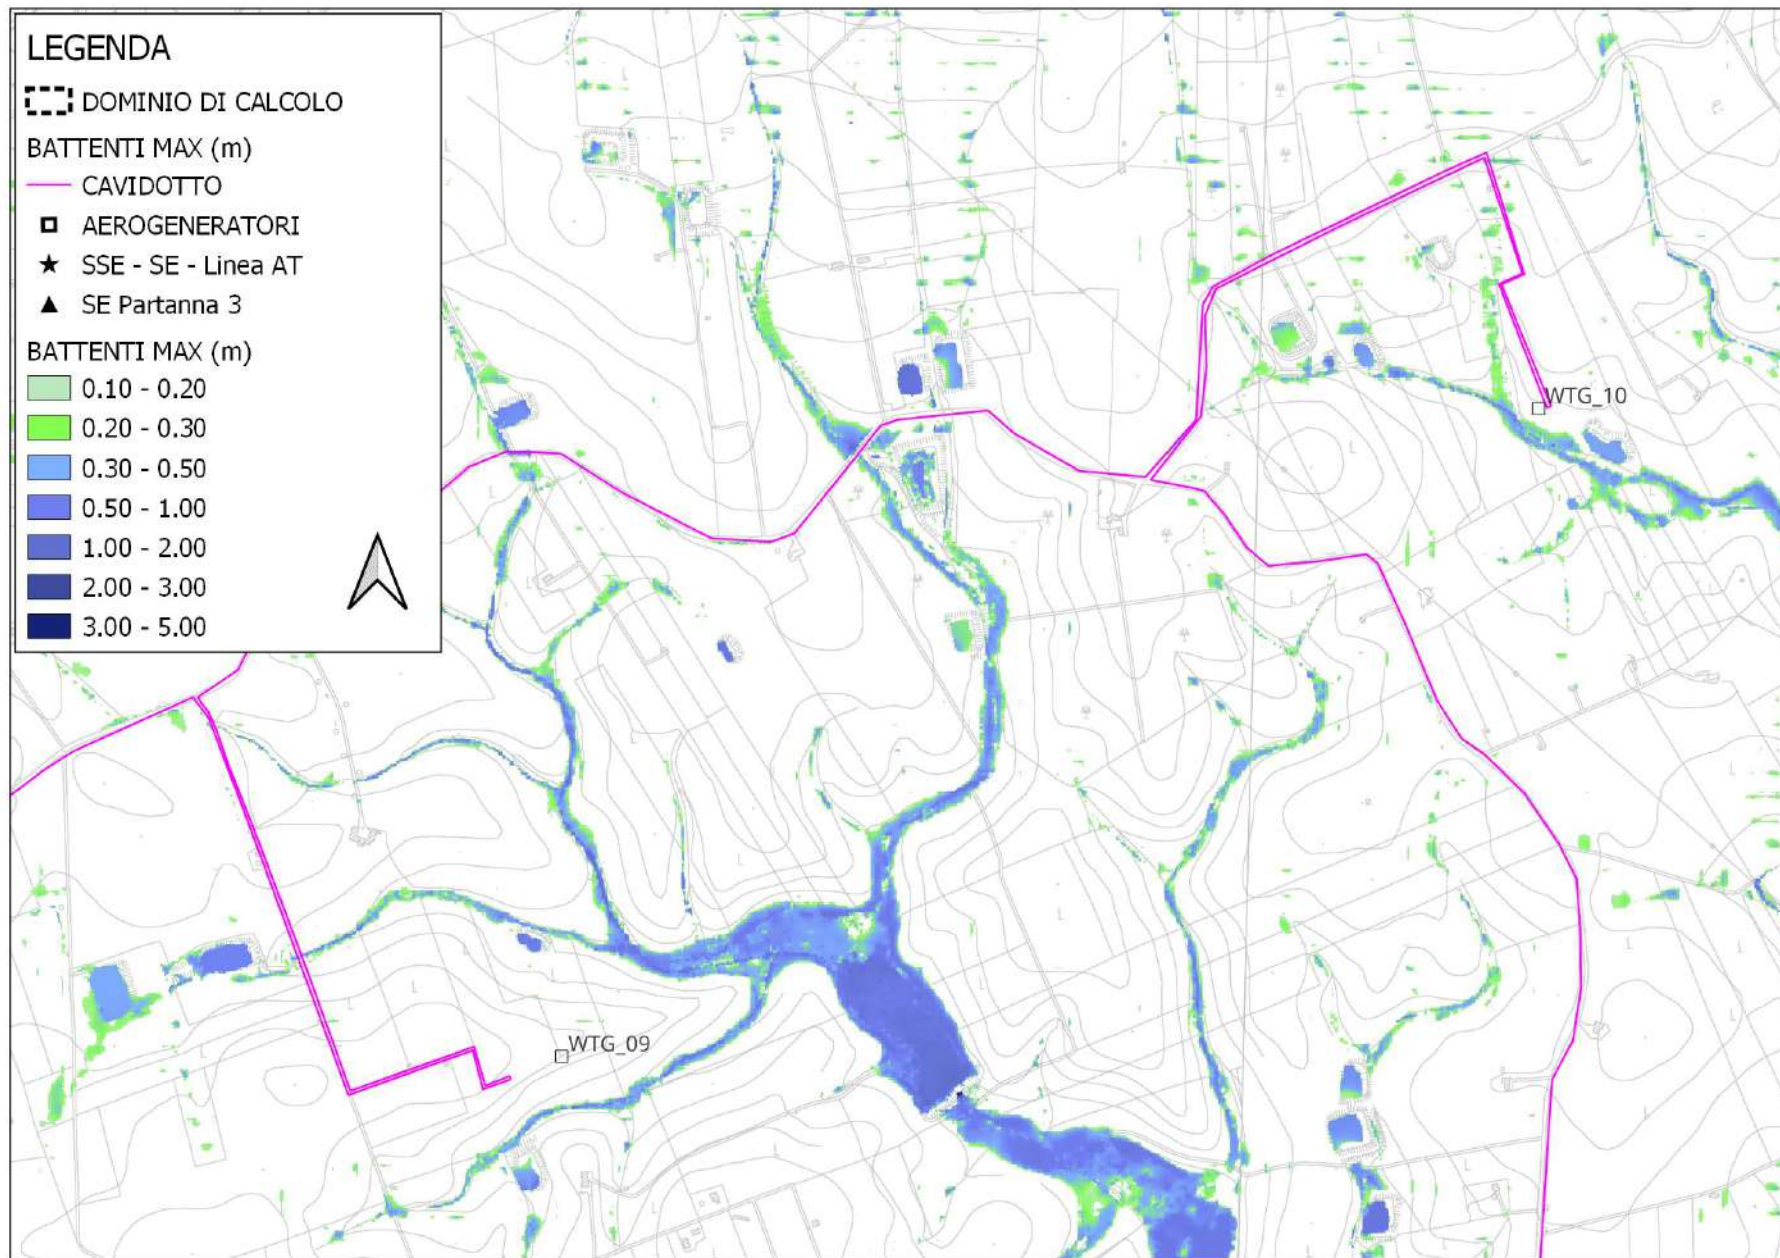 LEGENDA
DOMINIO DI CALCOLO
BATTENTI MAX (m)
CAVIDOTTO
AEROGENERATORI
SSE - SE - Linea AT
SE Partanna 3
BATTENTI MAX (m)
0.10 - 0.20
0.20 - 0.30
0.30 - 0.50
0.50 - 1.00
1.00 - 2.00
2.00 - 3.00
3.00 - 5.00
WTG_10
WTG_09